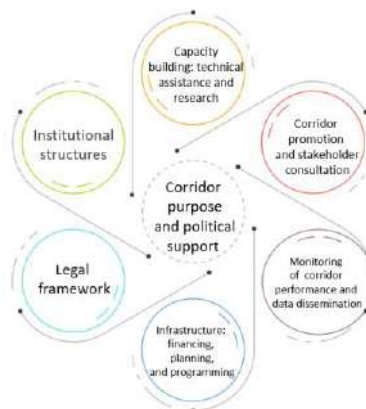 Capacity
building: technical
assistance and
research
Institutional
structures
Corridor
promotion
and stakeholder
consultation
Corridor
purpose
and political
support
Legal
framework
Monitoring
of corridor
performance and
data dissemination
Infrastructure:
financing,
planning,
and programming